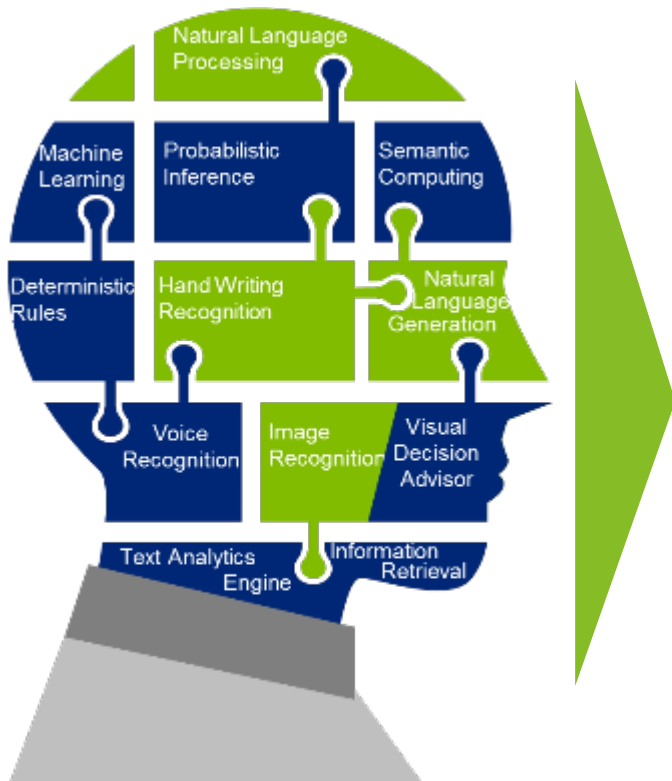 Natural Language
Processing
Machine
Learning
Probabilistic
Inference
Semantic
Computing
Deterministic
Rules
Hand Writing
Recognition
Natural
Language
Generation
Voice
Recognition
Image
Recognition
Visual
Decision
Advisor
Text Analytics
Engine
Information
Retrieval